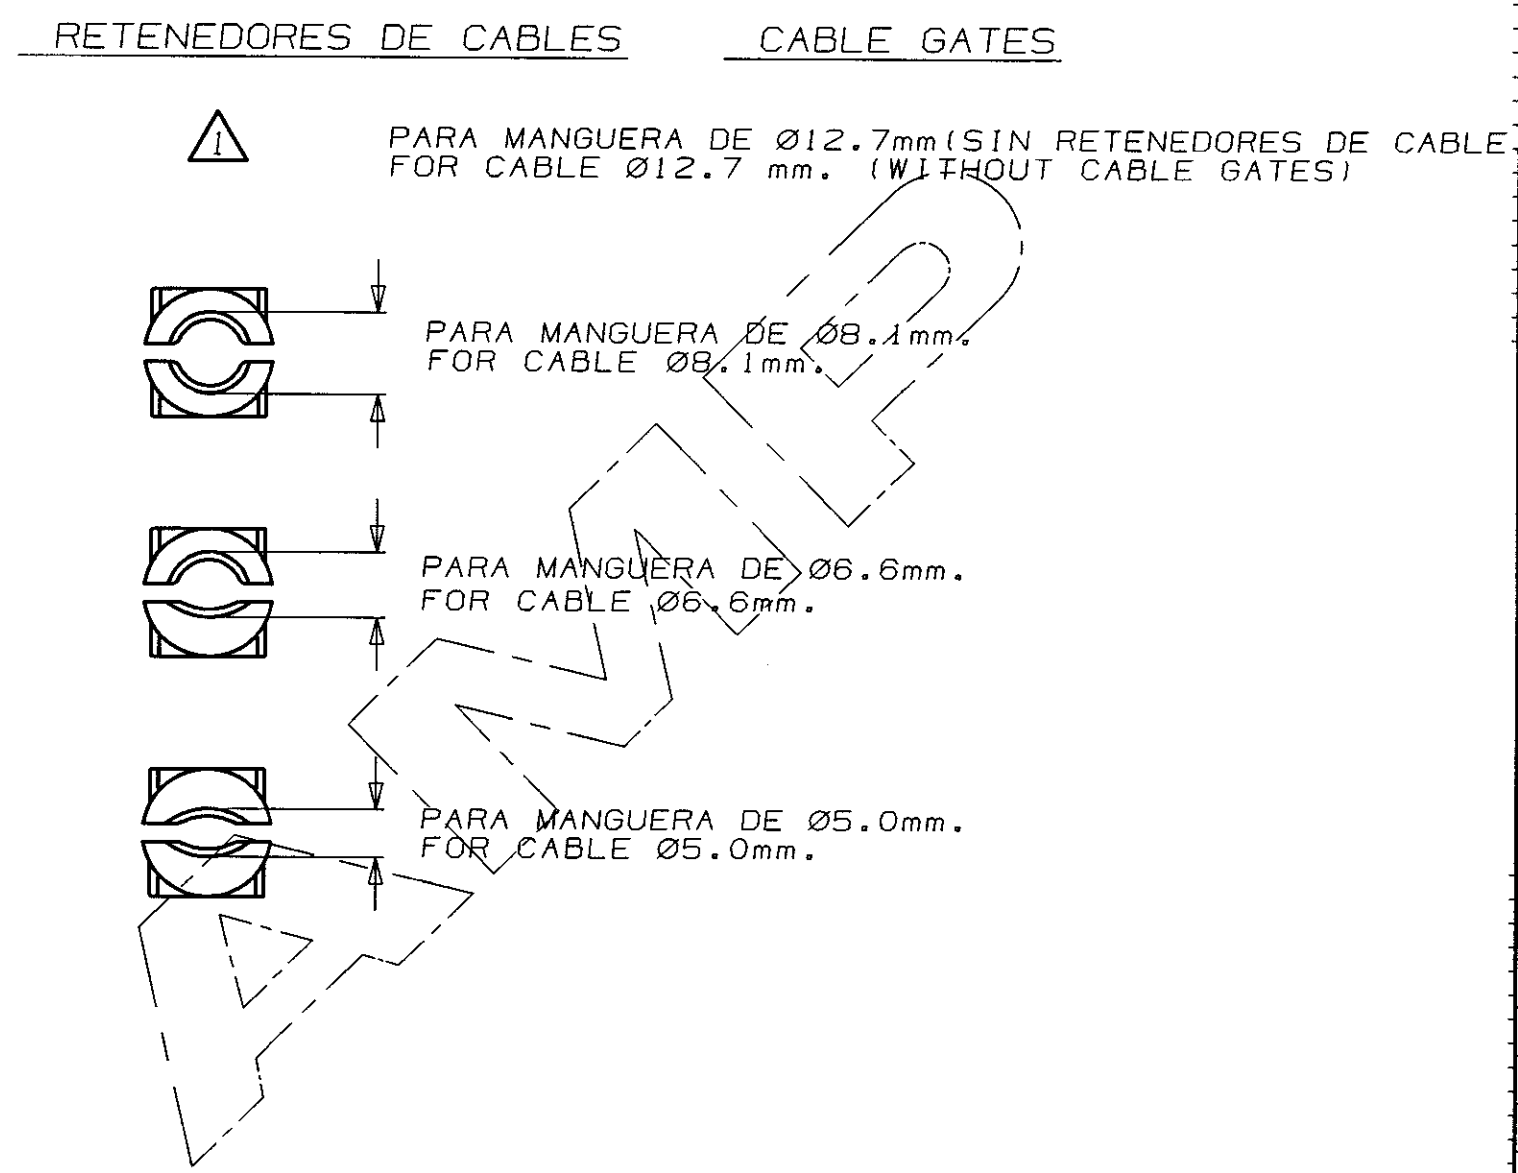 RETENEDORES DE CABLES CABLE GATES
1
PARA MANGUERA DE Ø12.7mm(SIN RETENEDORES DE CABLE
FOR CABLE Ø12.7 mm. (WITHOUT CABLE GATES)
PARA MANGUERA DE Ø8.1mm.
FOR CABLE Ø8.1mm.
PARA MANGUERA DE Ø6.6mm.
FOR CABLE Ø6.6mm.
PARA MANGUERA DE Ø5.0mm.
FOR CABLE Ø5.0mm.
AMP